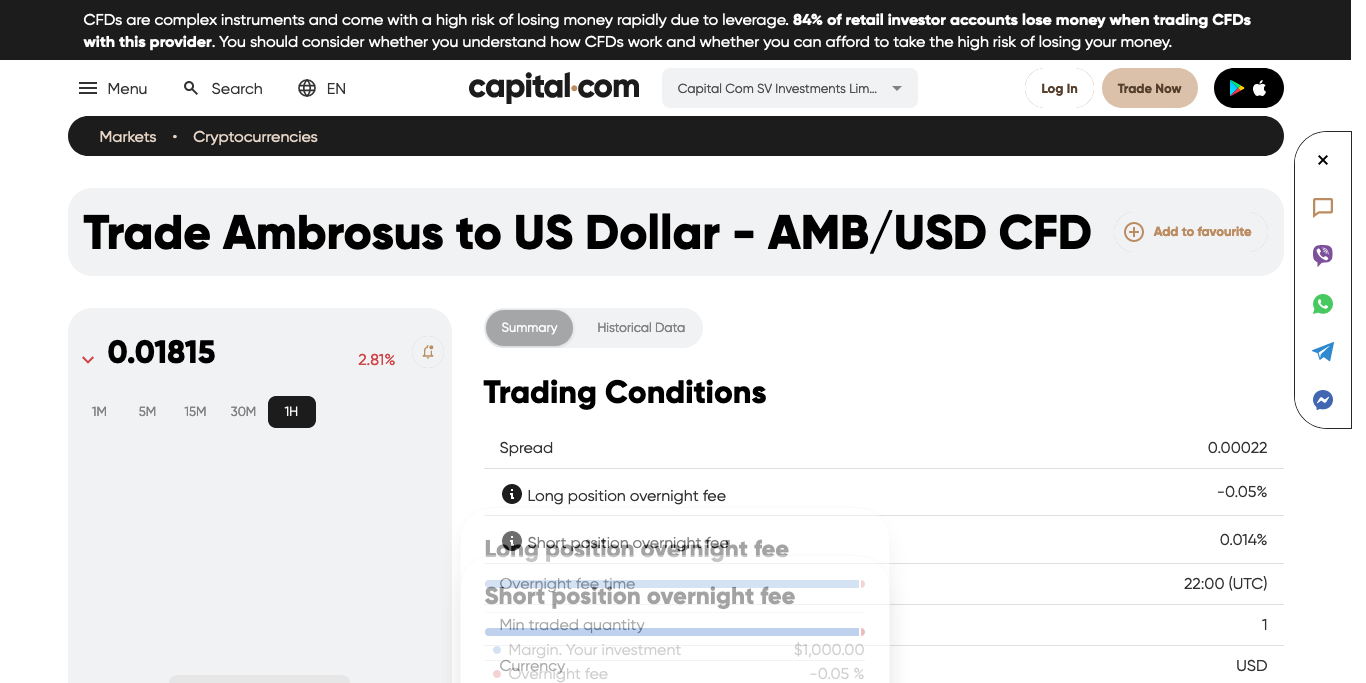 CFDs are complex instruments and come with a high risk of losing money rapidly due to leverage. 84% of retail investor accounts lose money when trading CFDs
with this provider. You should consider whether you understand how CFDs work and whether you can afford to take the high risk of losing your money.
Menu Search EN capital.com Capital Com SV Investments Lim... Log In Trade Now
Markets • Cryptocurrencies
Trade Ambrosus to US Dollar - AMB/USD CFD Add to favourite
0.01815 2.81%
1M 5M 15M 30M 1H
Summary Historical Data
Trading Conditions
Spread 0.00022
Long position overnight fee -0.05%
Short position overnight fee 0.014%
Long position overnight fee
Overnight fee time 22:00 (UTC)
Short position overnight fee
Min traded quantity 1
Margin. Your investment $1,000.00
Currency USD
Overnight fee -0.05 %